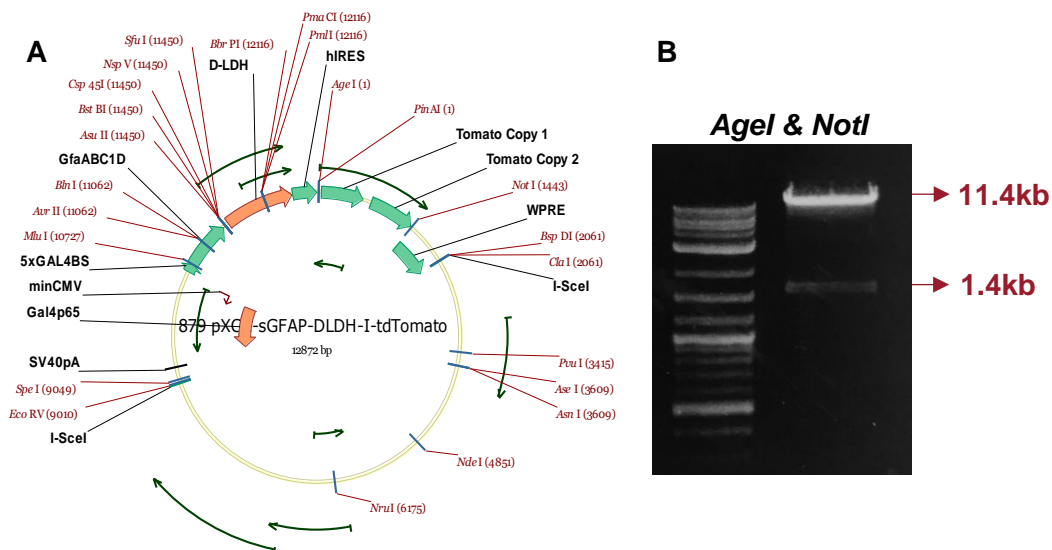 A
Sfu I (11450)
Nsp V (11450)
Csp 45I (11450)
Bst BI (11450)
Asu II (11450)
GfaABC1D
Bln I (11062)
Avr II (11062)
Mlu I (10727)
5xGAL4BS
minCMV
Gal4p65
SV40pA
Spe I (9049)
Eco RV (9010)
I-SceI
Bbr PI (12116)
D-LDH
Pma CI (12116)
Pml I (12116)
hIRES
Age I (1)
Pin AI (1)
Tomato Copy 1
Tomato Copy 2
Not I (1443)
WPRE
Bsp DI (2061)
Cla I (2061)
I-SceI
Pvu I (3415)
Ase I (3609)
Asn I (3609)
Nde I (4851)
Nru I (6175)
879 -sGFAP-DLDH-I-tdTomato
12872 bp
B
AgeI & NotI
11.4kb
1.4kb